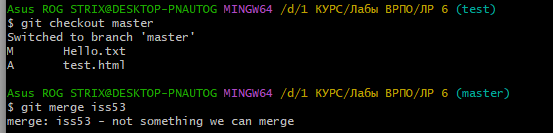 Asus ROG STRIX@DESKTOP-PNAUTOG MINGW64 /d/1 КУРС/Лабы ВРПО/ЛР 6 (test)
$ git checkout master
Switched to branch 'master'
M       Hello.txt
A       test.html
Asus ROG STRIX@DESKTOP-PNAUTOG MINGW64 /d/1 КУРС/Лабы ВРПО/ЛР 6 (master)
$ git merge iss53
merge: iss53 - not something we can merge